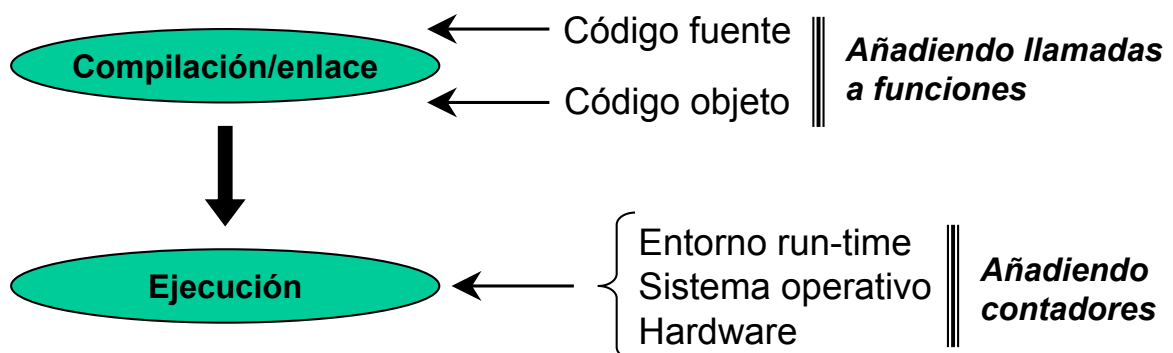 Código fuente
Compilación/enlace
Añadiendo llamadas
a funciones
Código objeto
Entorno run-time
Ejecución
Sistema operativo
Hardware
Añadiendo
contadores